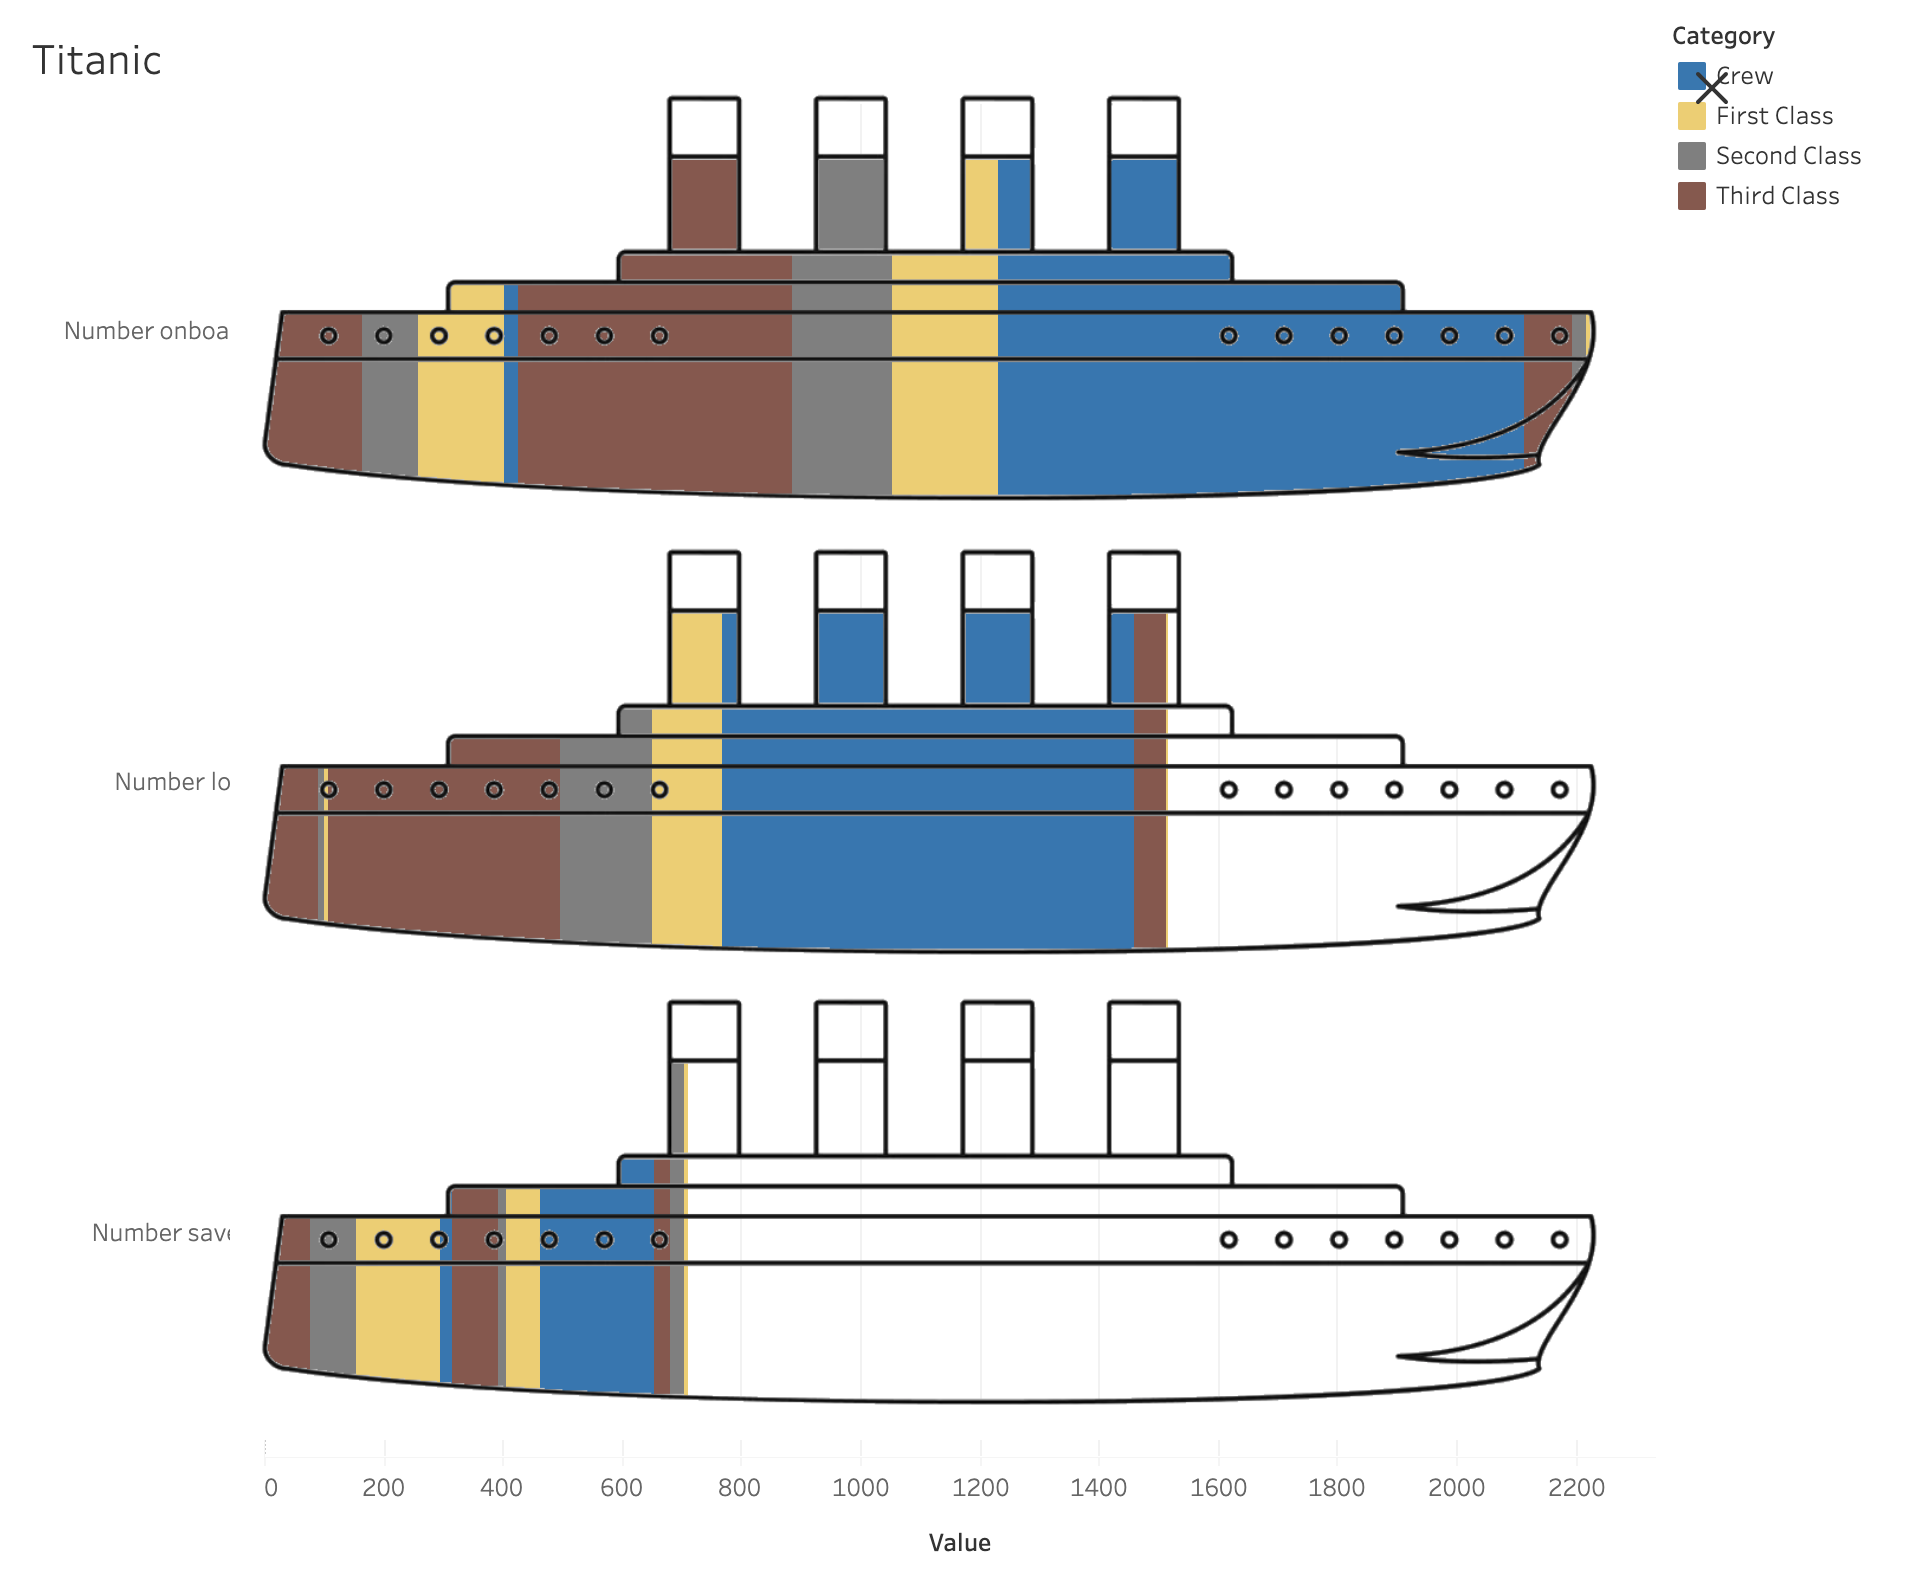 Titanic
Category
Crew
First Class
Second Class
Third Class
Number onboa
Number lo
Number save
0 200 400 600 800 1000 1200 1400 1600 1800 2000 2200
Value